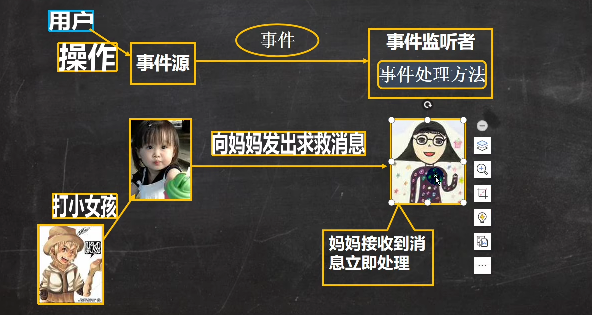 用户
操作
事件源
事件
事件监听者
事件处理方法
向妈妈发出求救消息
打小女孩
妈妈接收到消
息立即处理